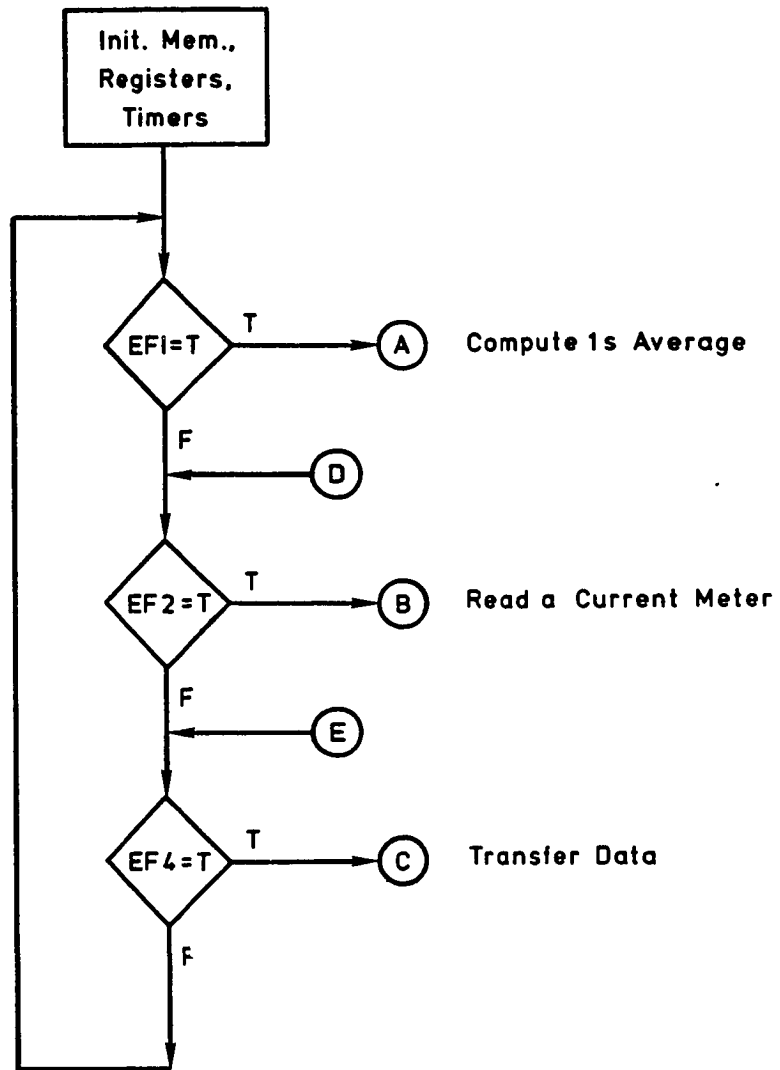 Init. Mem.,
Registers,
Timers
EF1=T
T
A
Compute 1s Average
F
D
EF2=T
T
B
Read a Current Meter
F
E
EF4=T
T
C
Transfer Data
F